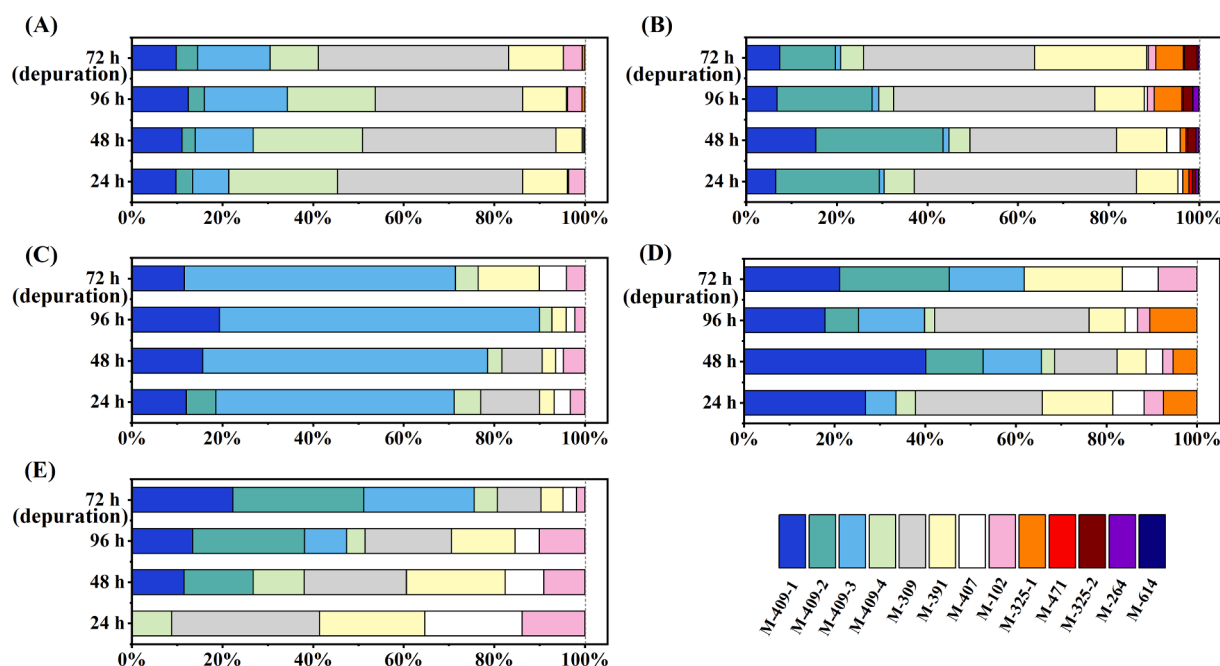 (A)
72 h
(depuration)
96 h
48 h
24 h
0% 20% 40% 60% 80% 100%
(B)
72 h
(depuration)
96 h
48 h
24 h
0% 20% 40% 60% 80% 100%
(C)
72 h
(depuration)
96 h
48 h
24 h
0% 20% 40% 60% 80% 100%
(D)
72 h
(depuration)
96 h
48 h
24 h
0% 20% 40% 60% 80% 100%
(E)
72 h
(depuration)
96 h
48 h
24 h
0% 20% 40% 60% 80% 100%
M-409-1
M-409-2
M-409-3
M-409-4
M-309
M-391
M-407
M-102
M-325-1
M-471
M-325-2
M-264
M-614